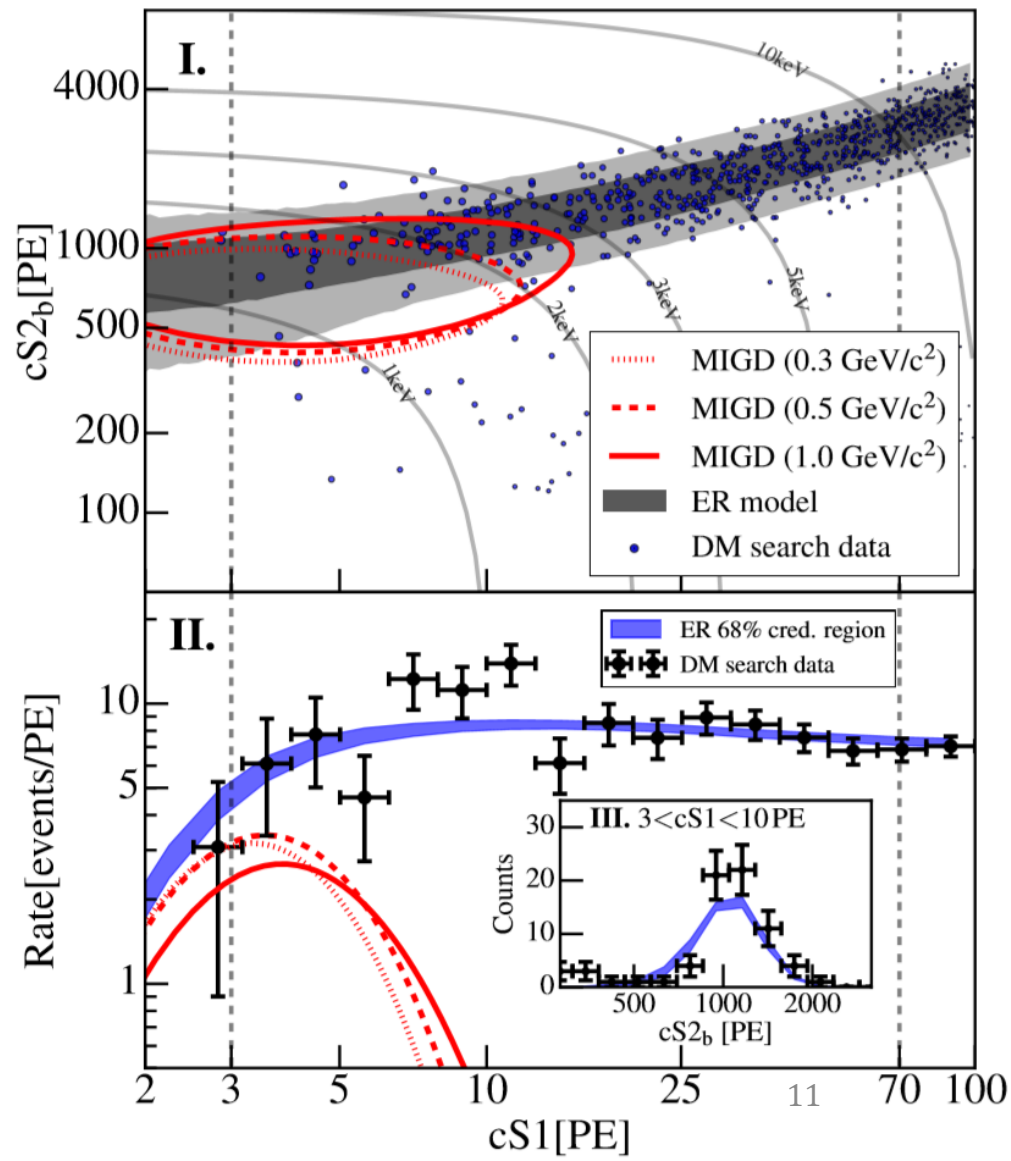 I.
10keV
4000
1000
500
200
100
cS2b[PE]
1keV
2keV
3keV
5keV
MIGD (0.3 GeV/c²)
MIGD (0.5 GeV/c²)
MIGD (1.0 GeV/c²)
ER model
DM search data
II.
ER 68% cred. region
DM search data
10
5
1
Rate[events/PE]
III. 3<cS1<10PE
30
20
10
0
Counts
500 1000 2000
cS2b [PE]
2 3 5 10 25 70 100
11
cS1[PE]